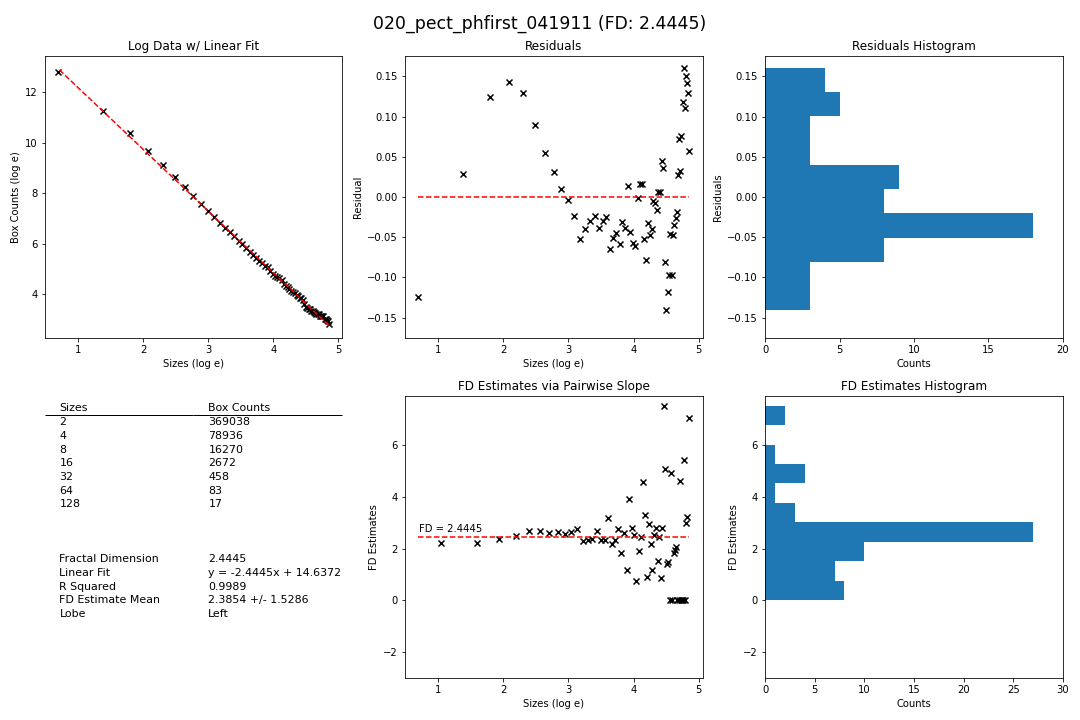 020_pect_phfirst_041911 (FD: 2.4445)
Log Data w/ Linear Fit
12
10
8
6
4
Box Counts (log e)
1 2 3 4 5
Sizes (log e)
Residuals
0.15
0.10
0.05
0.00
−0.05
−0.10
−0.15
Residual
1 2 3 4 5
Sizes (log e)
Residuals Histogram
0.15
0.10
0.05
0.00
−0.05
−0.10
−0.15
Residuals
0 5 10 15 20
Counts
Sizes Box Counts
2 369038
4 78936
8 16270
16 2672
32 458
64 83
128 17
Fractal Dimension 2.4445
Linear Fit y = -2.4445x + 14.6372
R Squared 0.9989
FD Estimate Mean 2.3854 +/- 1.5286
Lobe Left
FD Estimates via Pairwise Slope
6
4
2
0
−2
FD Estimates
FD = 2.4445
1 2 3 4 5
Sizes (log e)
FD Estimates Histogram
6
4
2
0
−2
FD Estimates
0 5 10 15 20 25 30
Counts